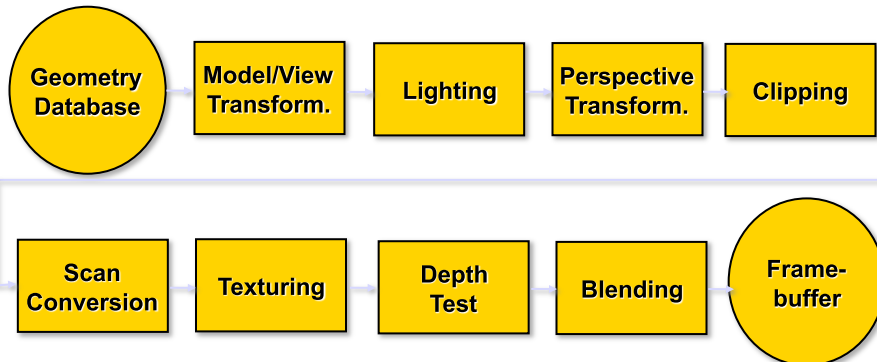 Geometry
Database
Model/View
Transform.
Lighting
Perspective
Transform.
Clipping
Scan
Conversion
Texturing
Depth
Test
Blending
Frame-
buffer